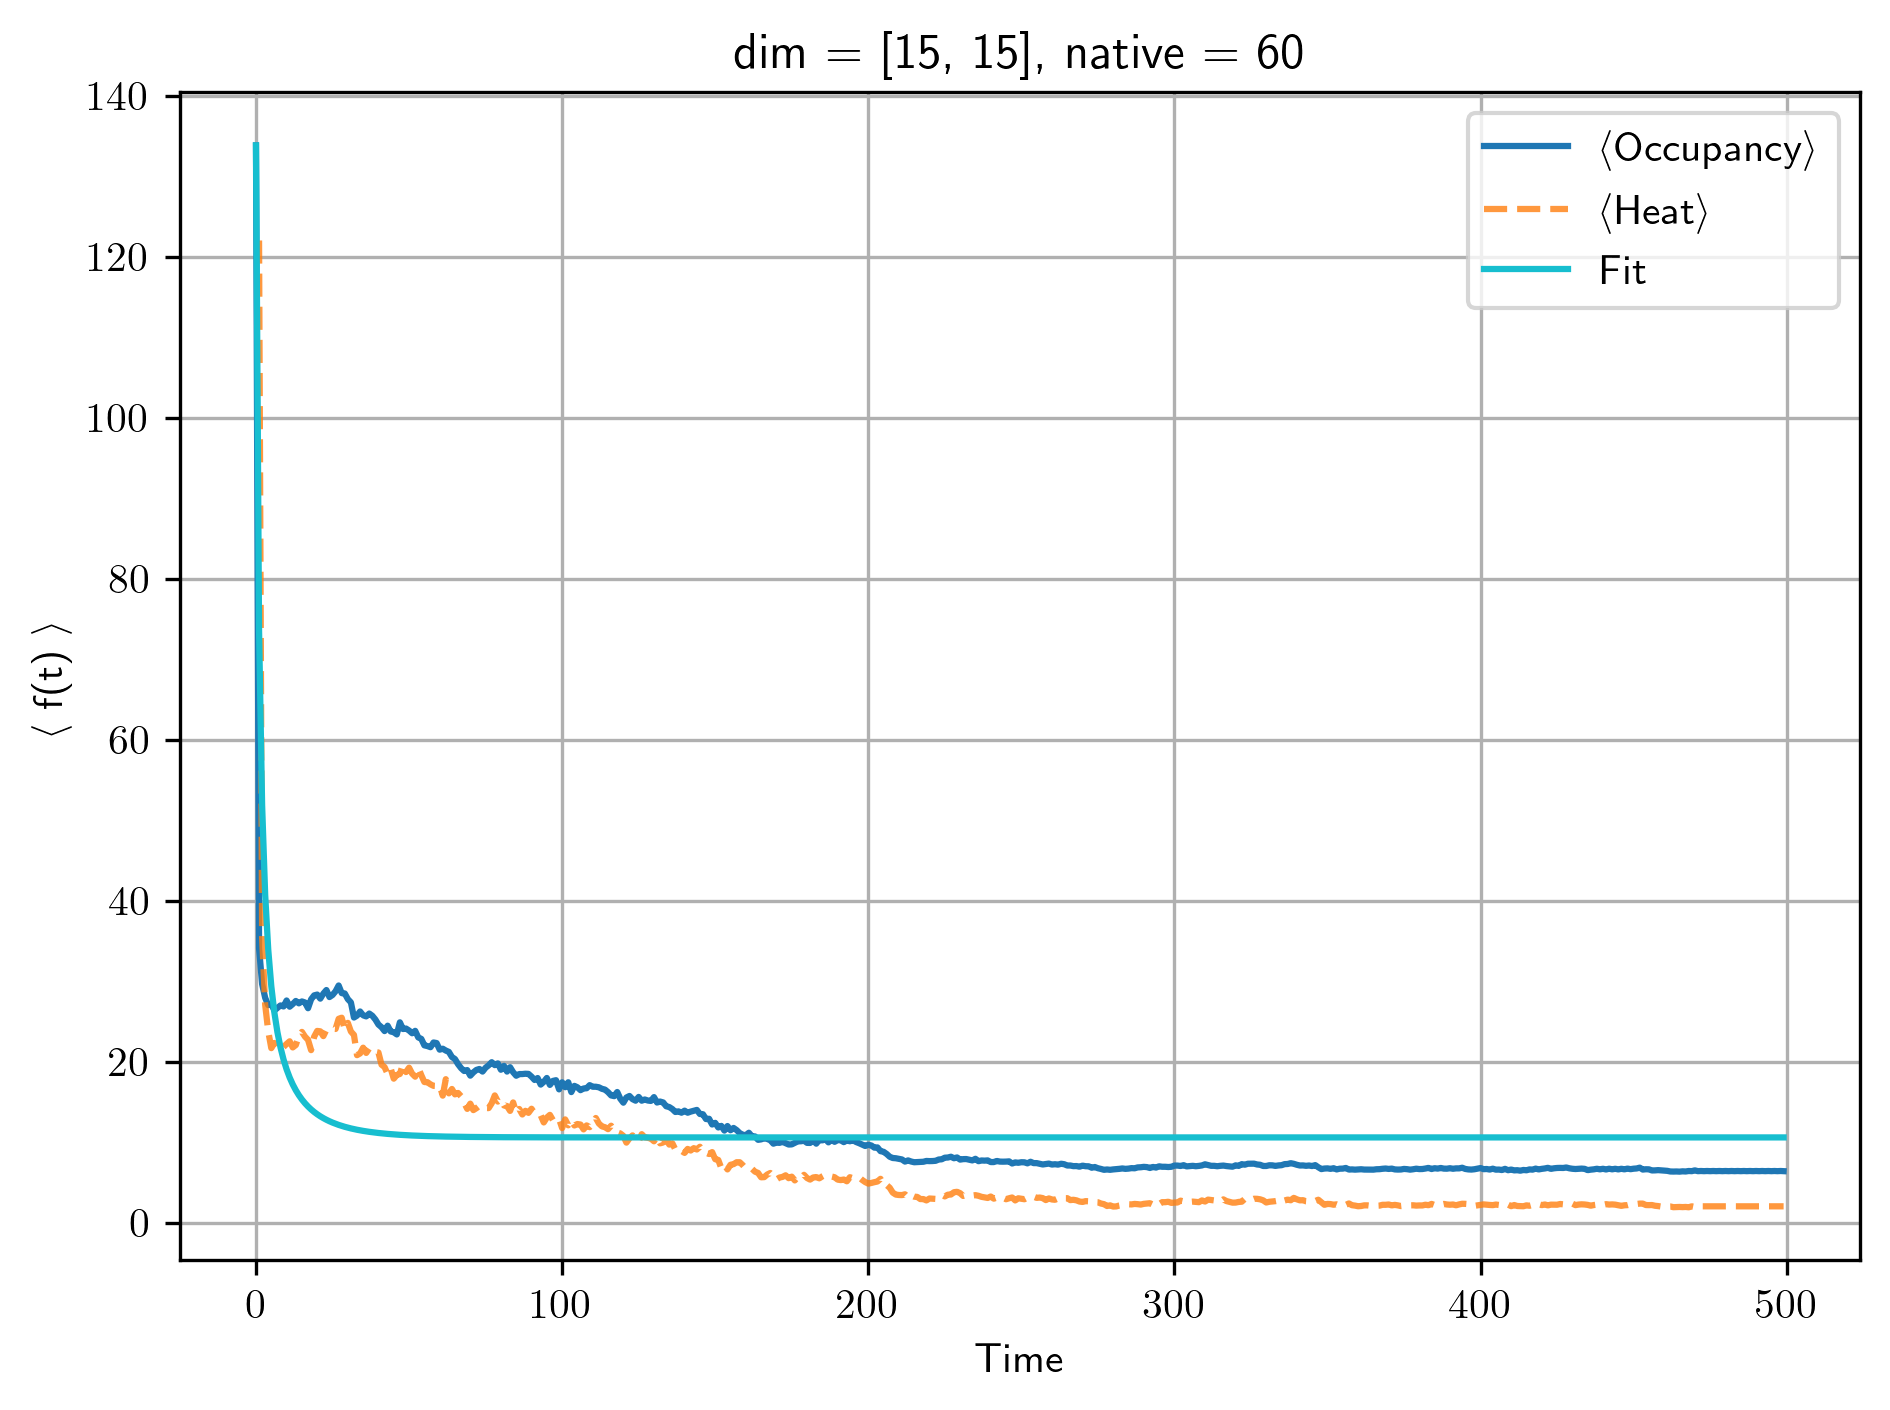 dim = [15, 15], native = 60
140
120
100
80
60
40
20
0
⟨ f(t) ⟩
⟨Occupancy⟩
⟨Heat⟩
Fit
0 100 200 300 400 500
Time